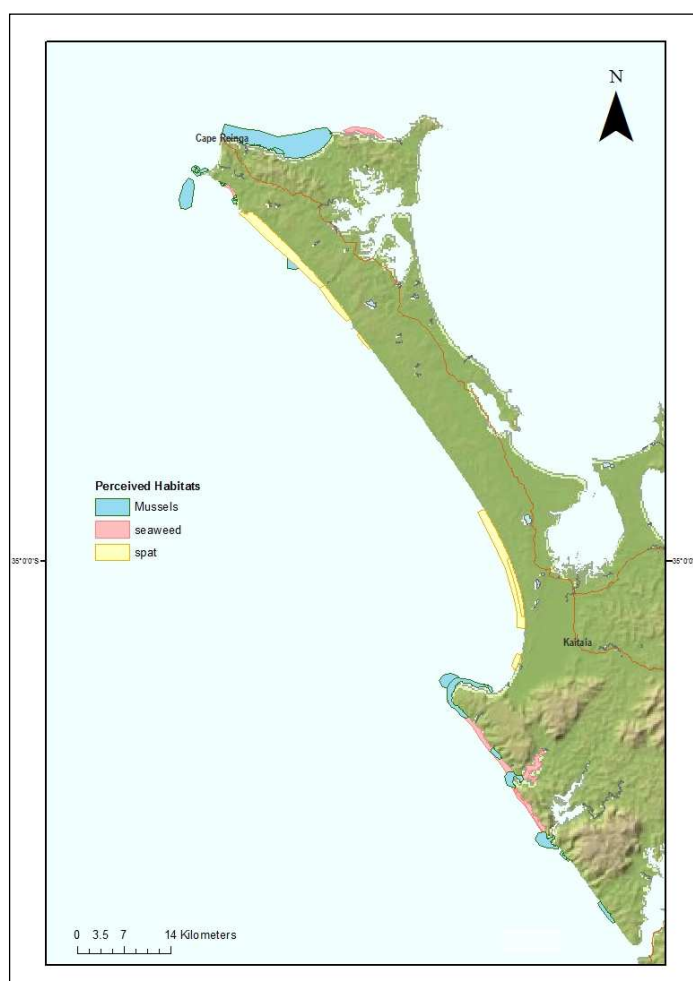 N
Cape Reinga
Perceived Habitats
Mussels
seaweed
spat
35°0'0"S
35°0'0"
Kaitaia
0 3.5 7 14 Kilometers